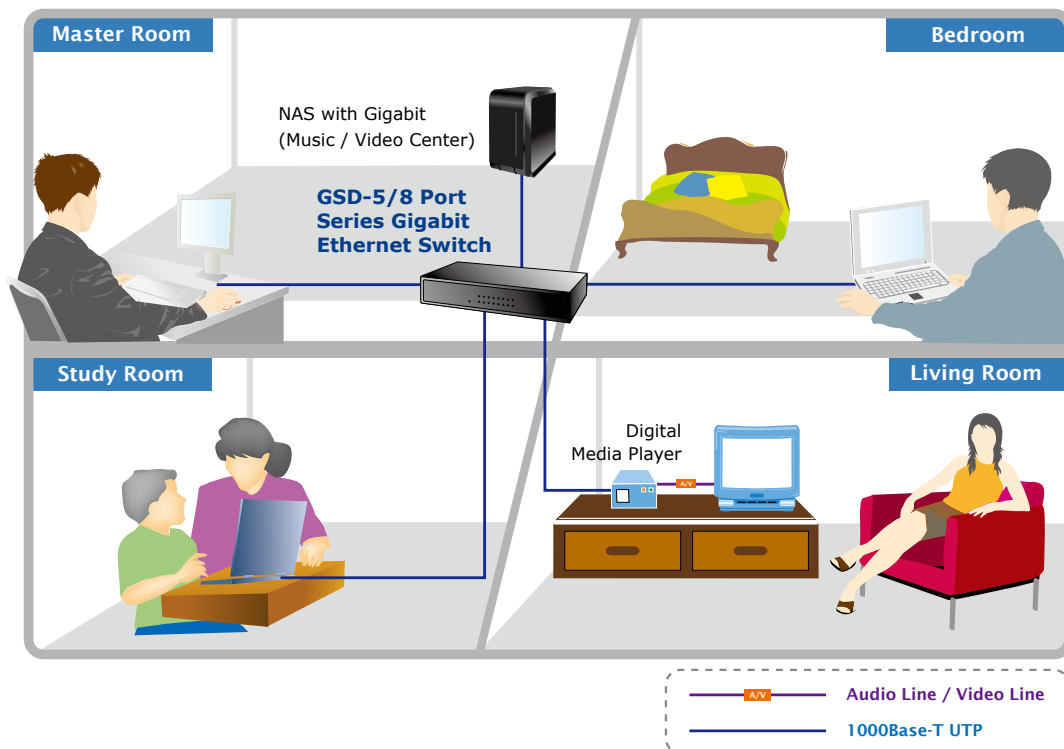 Master Room
Bedroom
NAS with Gigabit
(Music / Video Center)
GSD-5/8 Port
Series Gigabit
Ethernet Switch
Study Room
Living Room
Digital
Media Player
A/V
A/V
Audio Line / Video Line
1000Base-T UTP